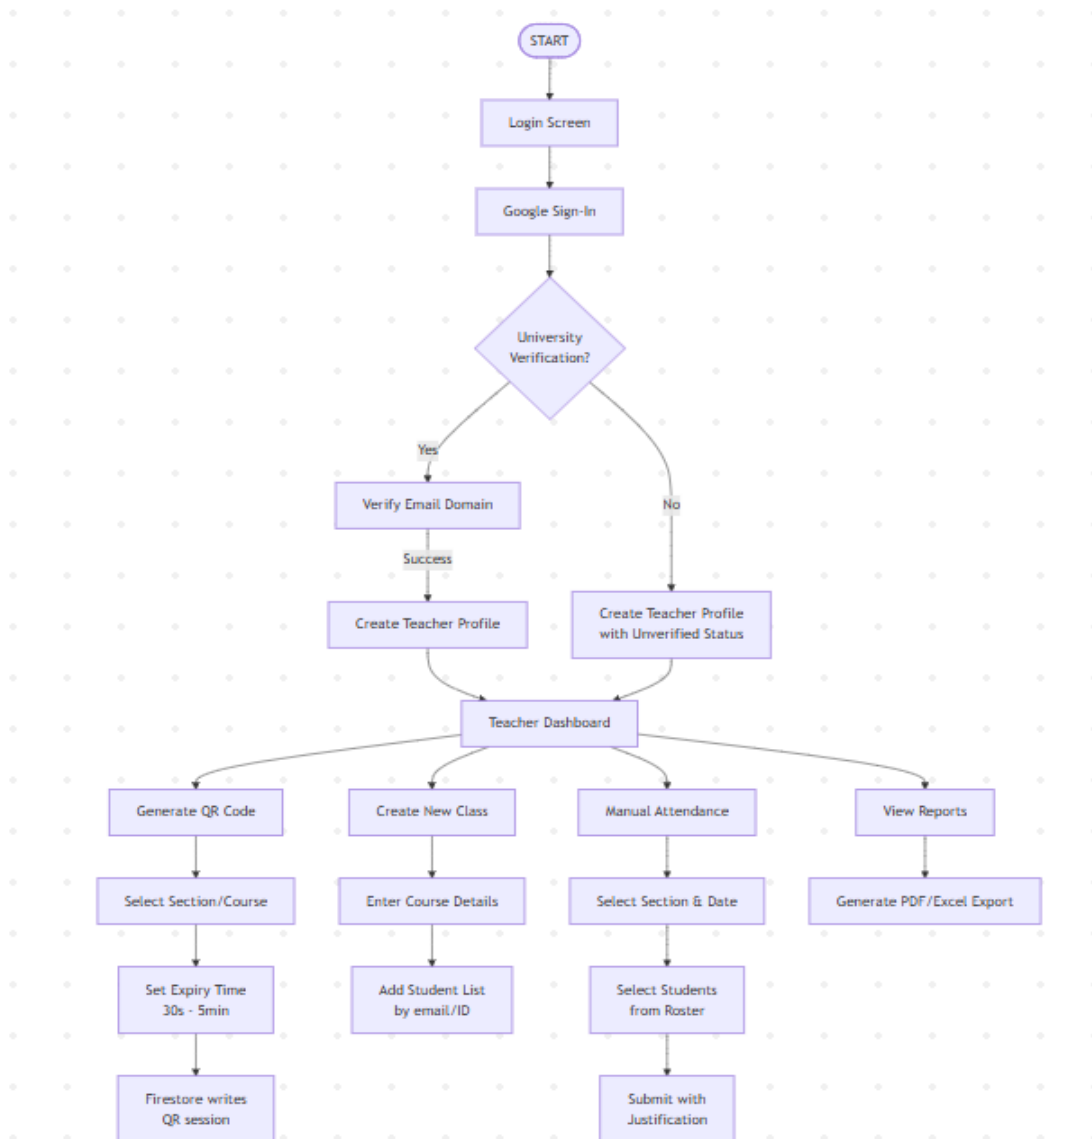 START
Login Screen
Google Sign-In
University
Verification?
Yes
No
Verify Email Domain
Success
Create Teacher Profile
Create Teacher Profile
with Unverified Status
Teacher Dashboard
Generate QR Code
Create New Class
Manual Attendance
View Reports
Select Section/Course
Enter Course Details
Select Section & Date
Generate PDF/Excel Export
Set Expiry Time
30s - 5min
Add Student List
by email/ID
Select Students
from Roster
Firestore writes
QR session
Submit with
Justification